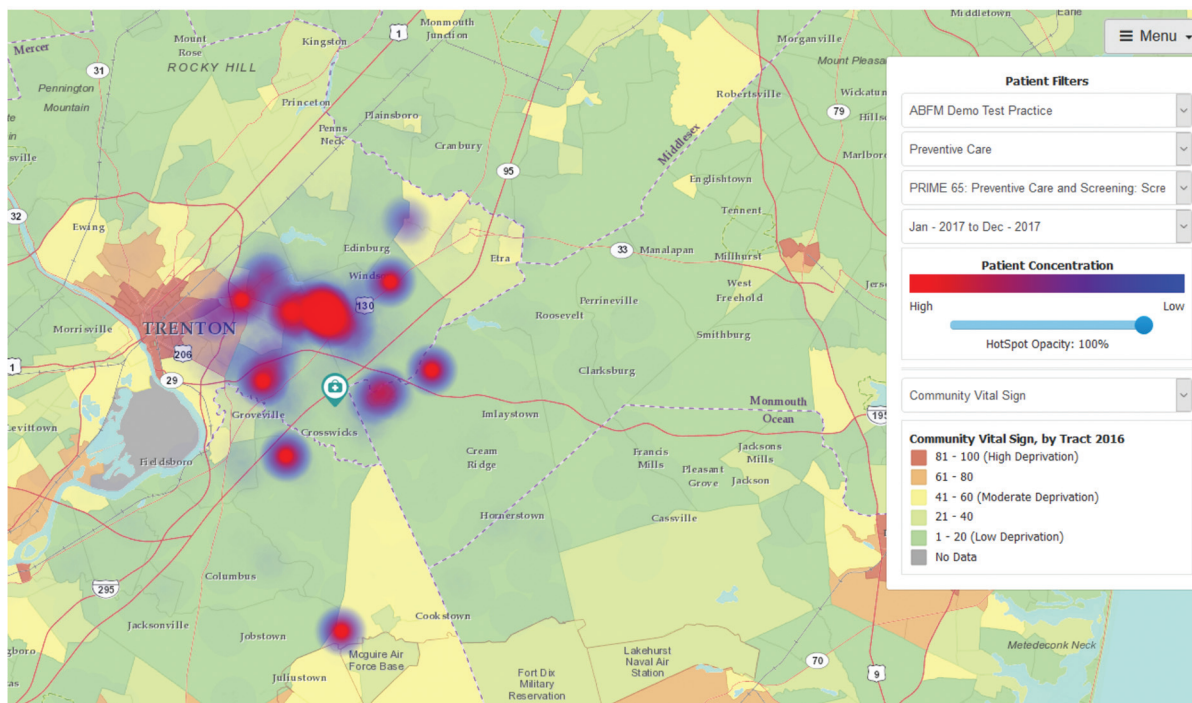 Menu
Patient Filters
ABFM Demo Test Practice
Preventive Care
PRIME 65: Preventive Care and Screening: Scre
Jan - 2017 to Dec - 2017
Patient Concentration
High
Low
HotSpot Opacity: 100%
Community Vital Sign
Community Vital Sign, by Tract 2016
81 - 100 (High Deprivation)
61 - 80
41 - 60 (Moderate Deprivation)
21 - 40
1 - 20 (Low Deprivation)
No Data
Mercer
Mount
Rose
ROCKY HILL
Kingston
1
Monmouth
Junction
Middletown
Morganville
Mount Pleasa
31
Pennington
Mountain
Princeton
Penns
Neck
Plainsboro
Cranbury
95
Middlesex
Robertsville
Wickatun
79
Hills
Marlboro
Englishtown
Tennent
32
Ewing
Edinburg
Etra
33
Manalapan
Millhurst
130
West
Freehold
Jerse
Perrineville
Roosevelt
Smithburg
Morrisville
TRENTON
206
1
29
Clarksburg
Groveville
Crosswicks
Imlaystown
Monmouth
Ocean
195
Fieldsboro
Cream
Ridge
Francis
Mills
Jacksons
Mills
Pleasant
Grove
Jackson
Hornerstown
Cassville
295
Columbus
Jacksonville
Jobstown
Cookstown
Mcguire Air
Force Base
Juliustown
Fort Dix
Military
Reservation
Lakehurst
Naval Air
Station
70
9
Metedeconk Neck